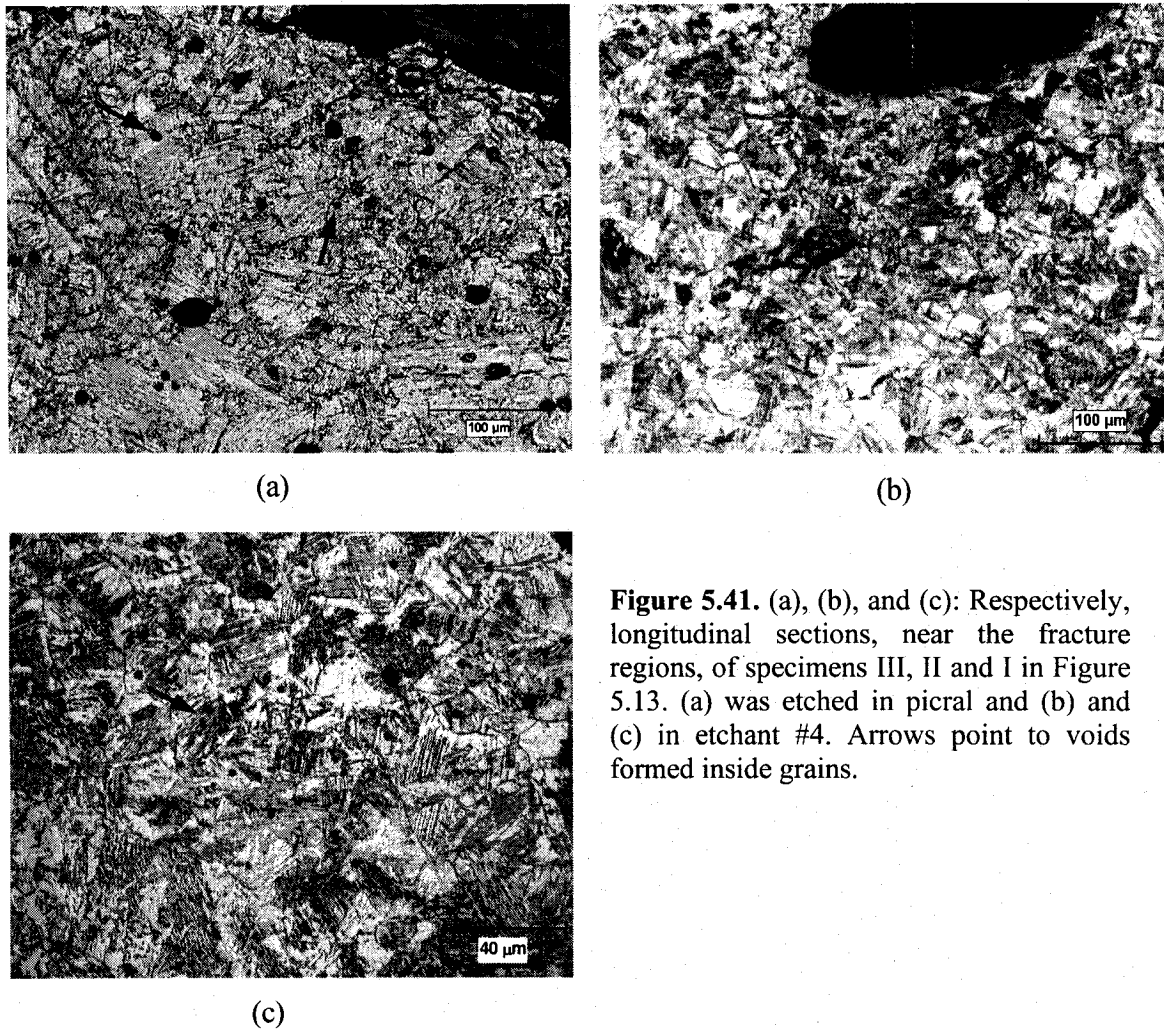 100 μm
100 μm
(a)
(b)
40 μm
(c)
Figure 5.41. (a), (b), and (c): Respectively,
longitudinal sections, near the fracture
regions, of specimens III, II and I in Figure
5.13. (a) was etched in picral and (b) and
(c) in etchant #4. Arrows point to voids
formed inside grains.